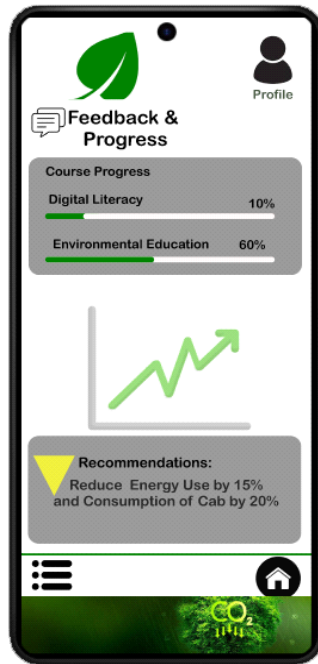 Profile
Feedback &
Progress
Course Progress
Digital Literacy 10%
Environmental Education 60%
Recommendations:
Reduce Energy Use by 15%
and Consumption of Cab by 20%
CO2